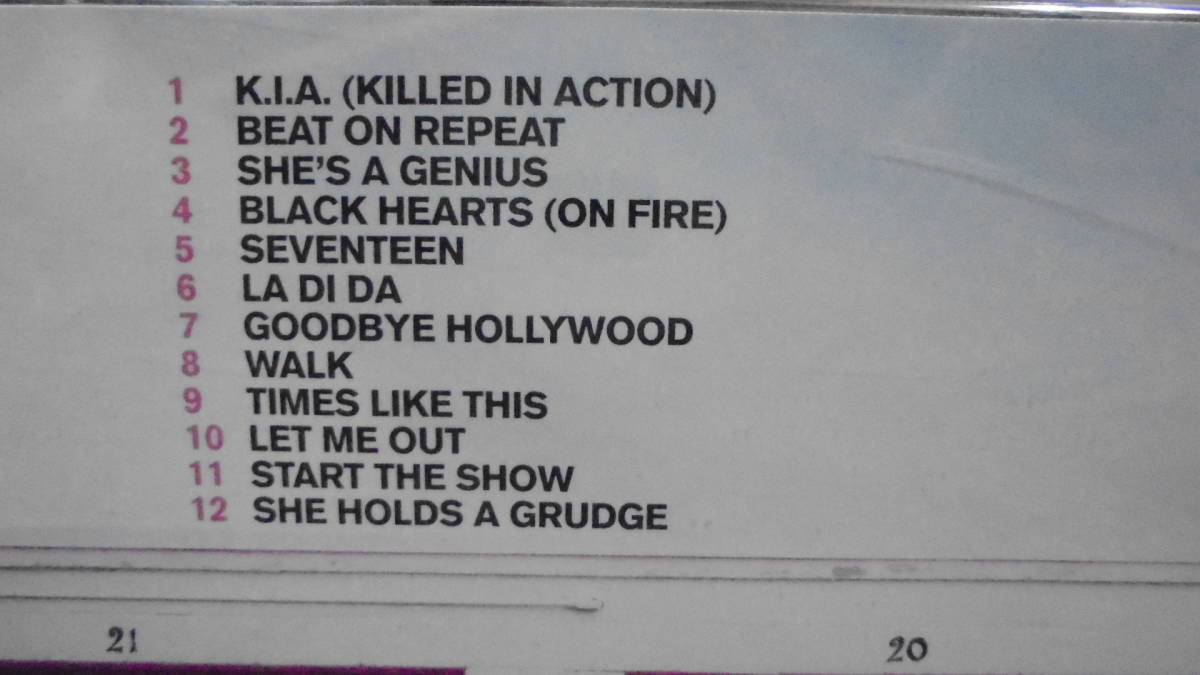 1 K.I.A. (KILLED IN ACTION)
2 BEAT ON REPEAT
3 SHE'S A GENIUS
4 BLACK HEARTS (ON FIRE)
5 SEVENTEEN
6 LA DI DA
7 GOODBYE HOLLYWOOD
8 WALK
9 TIMES LIKE THIS
10 LET ME OUT
11 START THE SHOW
12 SHE HOLDS A GRUDGE
21 20